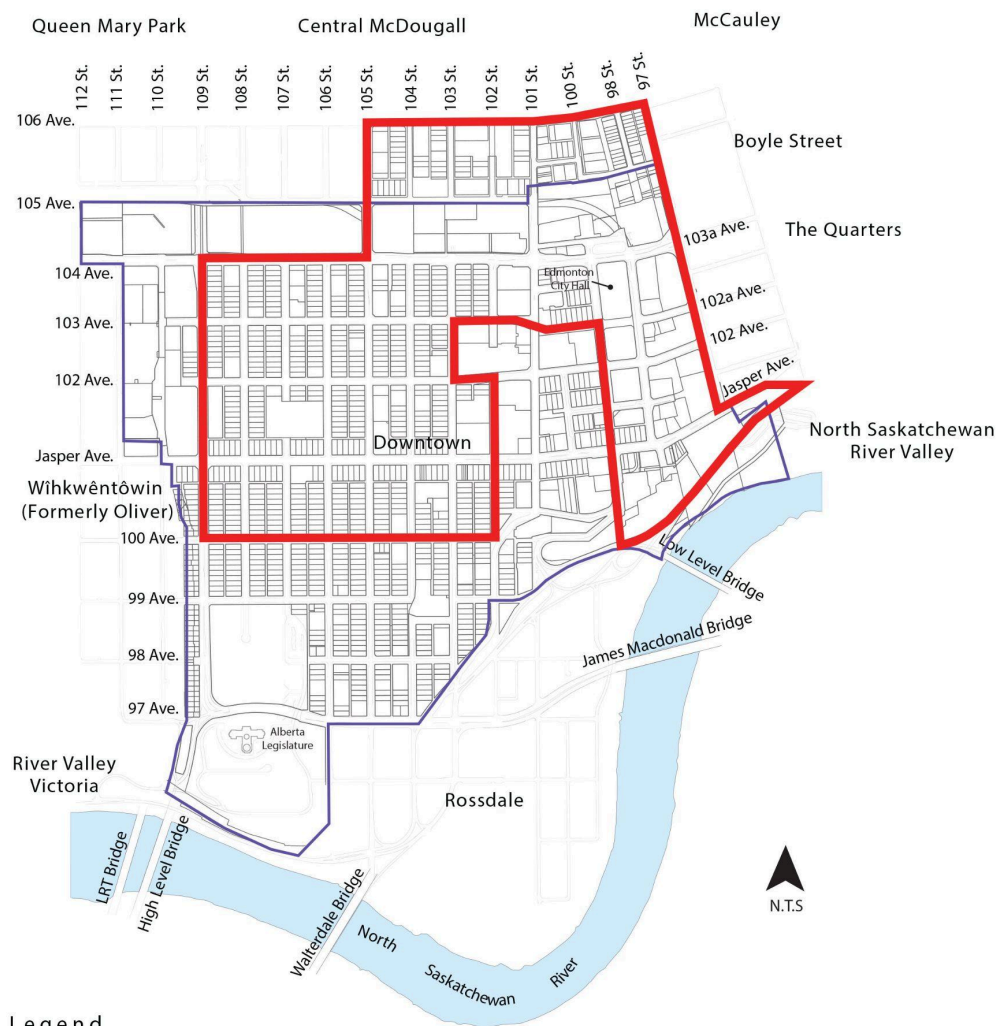 Queen Mary Park
Central McDougall
McCauley
112 St.
111 St.
110 St.
109 St.
108 St.
107 St.
106 St.
105 St.
104 St.
103 St.
102 St.
101 St.
100 St.
98 St.
97 St.
106 Ave.
Boyle Street
105 Ave.
103a Ave.
The Quarters
104 Ave.
Edmonton
City Hall
102a Ave.
103 Ave.
102 Ave.
102 Ave.
Jasper Ave.
Downtown
North Saskatchewan
River Valley
Jasper Ave.
Wîhkwêntôwin
(Formerly Oliver)
100 Ave.
Low Level Bridge
99 Ave.
James Macdonald Bridge
98 Ave.
97 Ave.
Alberta
Legislature
River Valley
Victoria
Rossdale
LRT Bridge
High Level Bridge
Walterdale Bridge
N.T.S
North
Saskatchewan
River
Legend